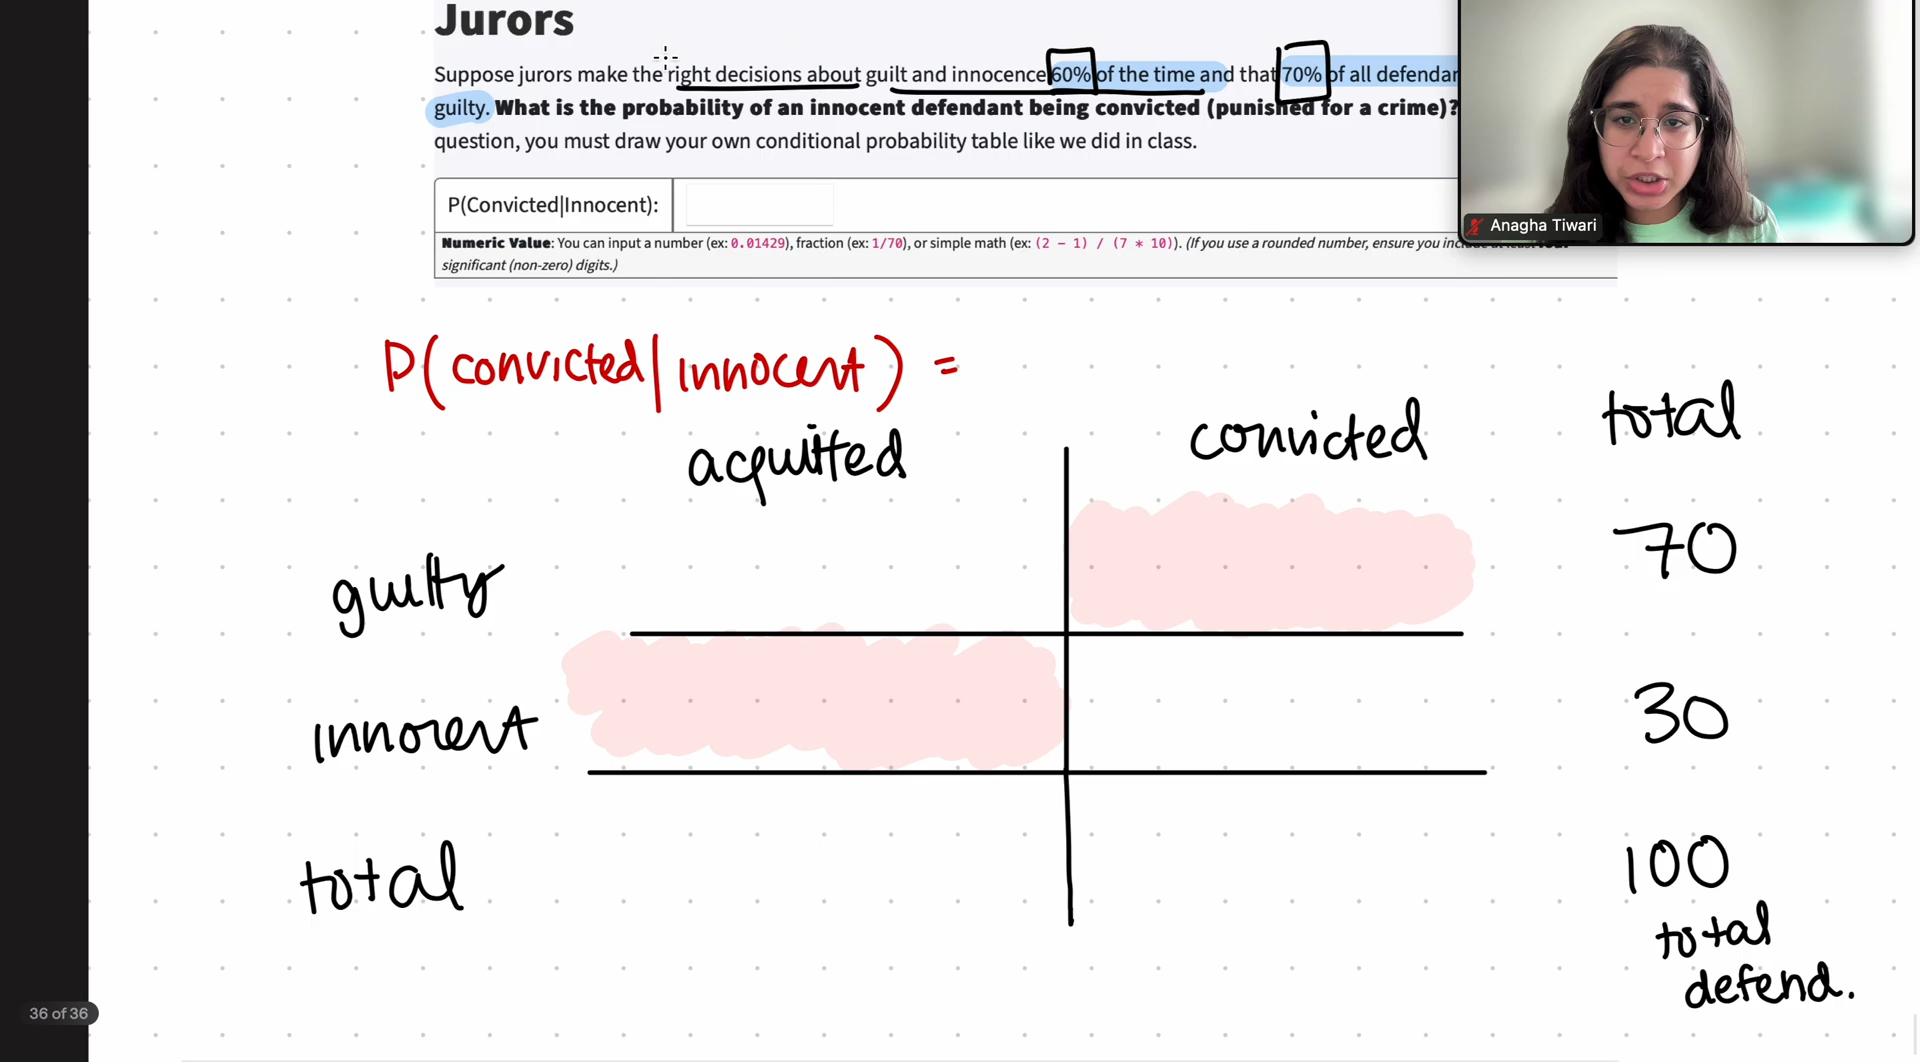 Jurors
Suppose jurors make the right decisions about guilt and innocence 60% of the time and that 70% of all defendan
guilty. What is the probability of an innocent defendant being convicted (punished for a crime)?
question, you must draw your own conditional probability table like we did in class.
P(Convicted|Innocent):
Numeric Value: You can input a number (ex: 0.01429), fraction (ex: 1/70), or simple math (ex: (2 - 1) / (7 * 10)). (If you use a rounded number, ensure you
significant (non-zero) digits.)
Anagha Tiwari
P(convicted|innocent) =
acquitted
convicted
total
guilty
70
innocent
30
total
100
total
defend.
36 of 36